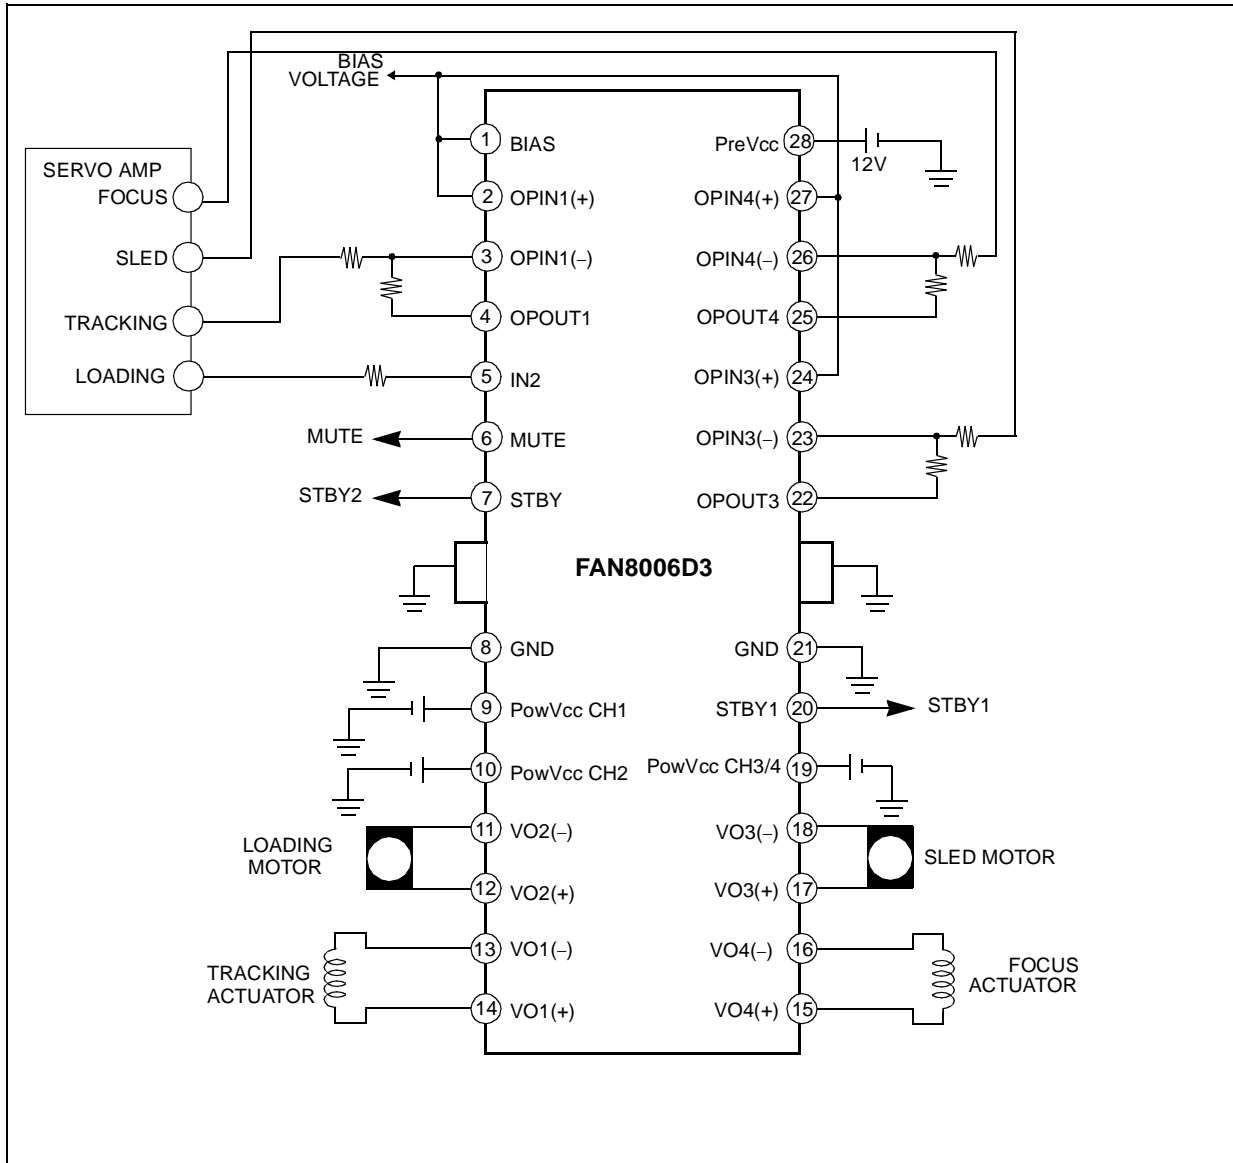 BIAS
VOLTAGE
SERVO AMP
FOCUS
SLED
TRACKING
LOADING
MUTE
STBY2
1 BIAS
2 OPIN1(+)
3 OPIN1(−)
4 OPOUT1
5 IN2
6 MUTE
7 STBY
PreVcc 28
12V
OPIN4(+) 27
OPIN4(−) 26
OPOUT4 25
OPIN3(+) 24
OPIN3(−) 23
OPOUT3 22
FAN8006D3
8 GND
9 PowVcc CH1
10 PowVcc CH2
11 VO2(−)
12 VO2(+)
13 VO1(−)
14 VO1(+)
LOADING
MOTOR
TRACKING
ACTUATOR
GND 21
STBY1 20
STBY1
PowVcc CH3/4 19
VO3(−) 18
VO3(+) 17
VO4(−) 16
VO4(+) 15
SLED MOTOR
FOCUS
ACTUATOR